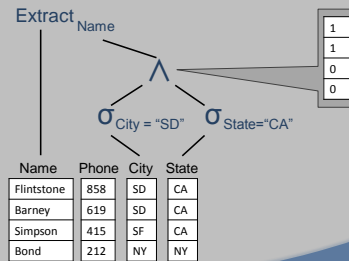 Extract Name
∧
1
1
0
0
σ City = “SD” σ State=“CA”
Name Phone City State
Flintstone 858 SD CA
Barney 619 SD CA
Simpson 415 SF CA
Bond 212 NY NY